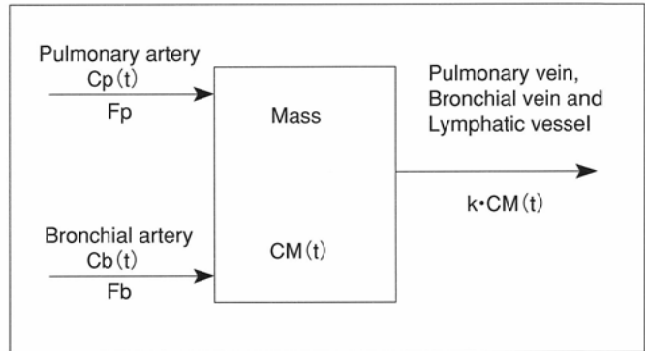 Pulmonary artery
Cp(t)
Fp
Mass
Pulmonary vein,
Bronchial vein and
Lymphatic vessel
k•CM(t)
Bronchial artery
Cb(t)
Fb
CM(t)